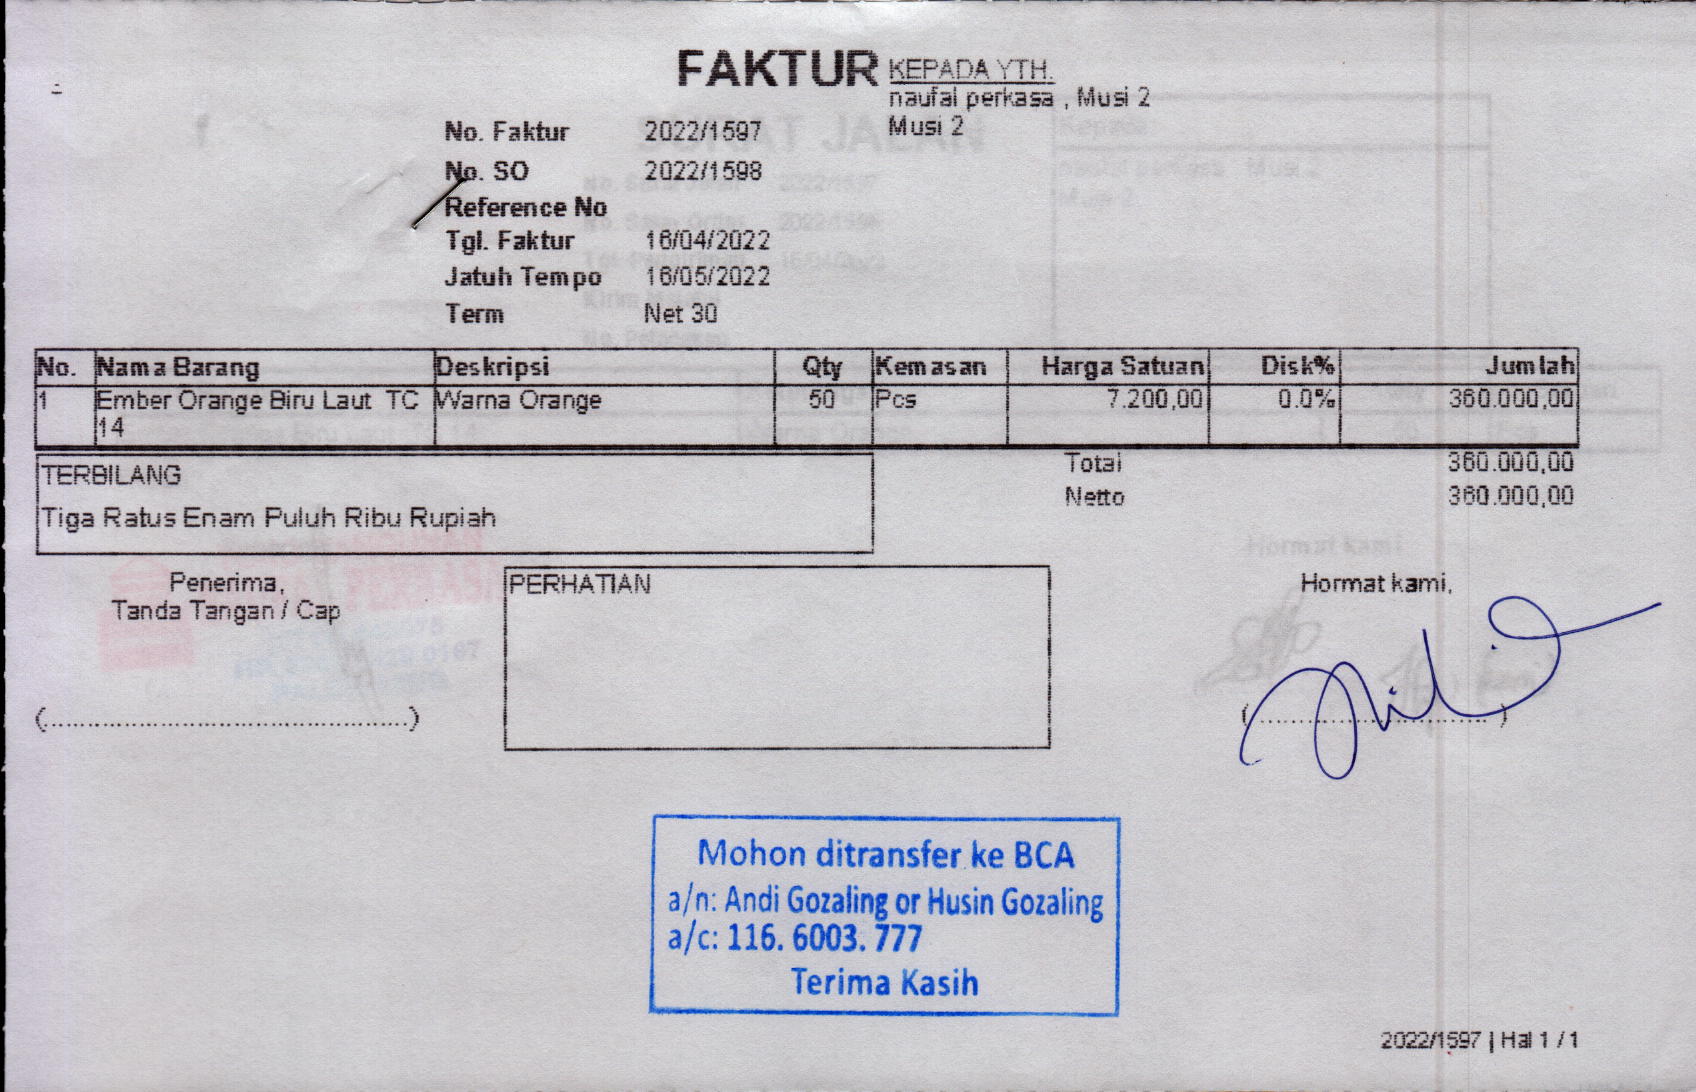 FAKTUR
KEPADA YTH.
naufal perkasa , Musi 2
Musi 2
No. Faktur 2022/1597
No. SO 2022/1598
Reference No
Tgl. Faktur 16/04/2022
Jatuh Tempo 16/05/2022
Term Net 30
No. Nama Barang Deskripsi Qty Kemasan Harga Satuan Disk% Jumlah
1 Ember Orange Biru Laut TC Warna Orange 50 Pcs 7.200,00 0.0% 360.000,00
14
TERBILANG
Tiga Ratus Enam Puluh Ribu Rupiah
Total 360.000,00
Netto 360.000,00
Penerima,
Tanda Tangan / Cap
(..........................................)
PERHATIAN
Hormat kami,
(..............................)
Mohon ditransfer ke BCA
a/n: Andi Gozaling or Husin Gozaling
a/c: 116. 6003. 777
Terima Kasih
2022/1597 | Hal 1 / 1